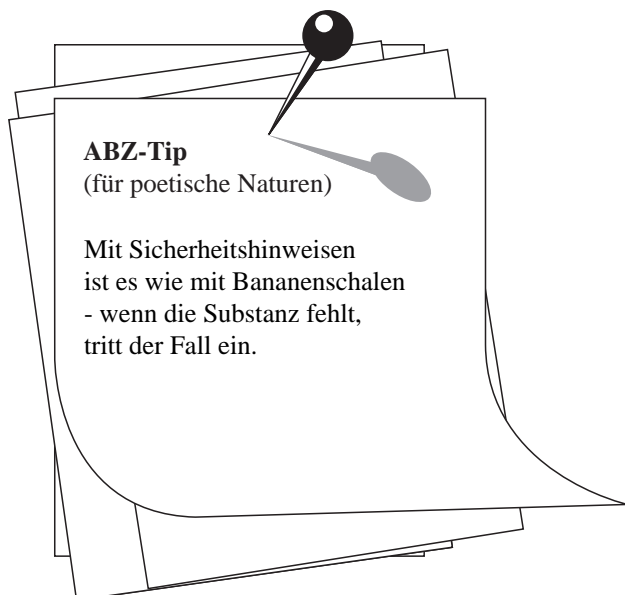 ABZ-Tip
(für poetische Naturen)
Mit Sicherheitshinweisen
ist es wie mit Bananenschalen
- wenn die Substanz fehlt,
tritt der Fall ein.